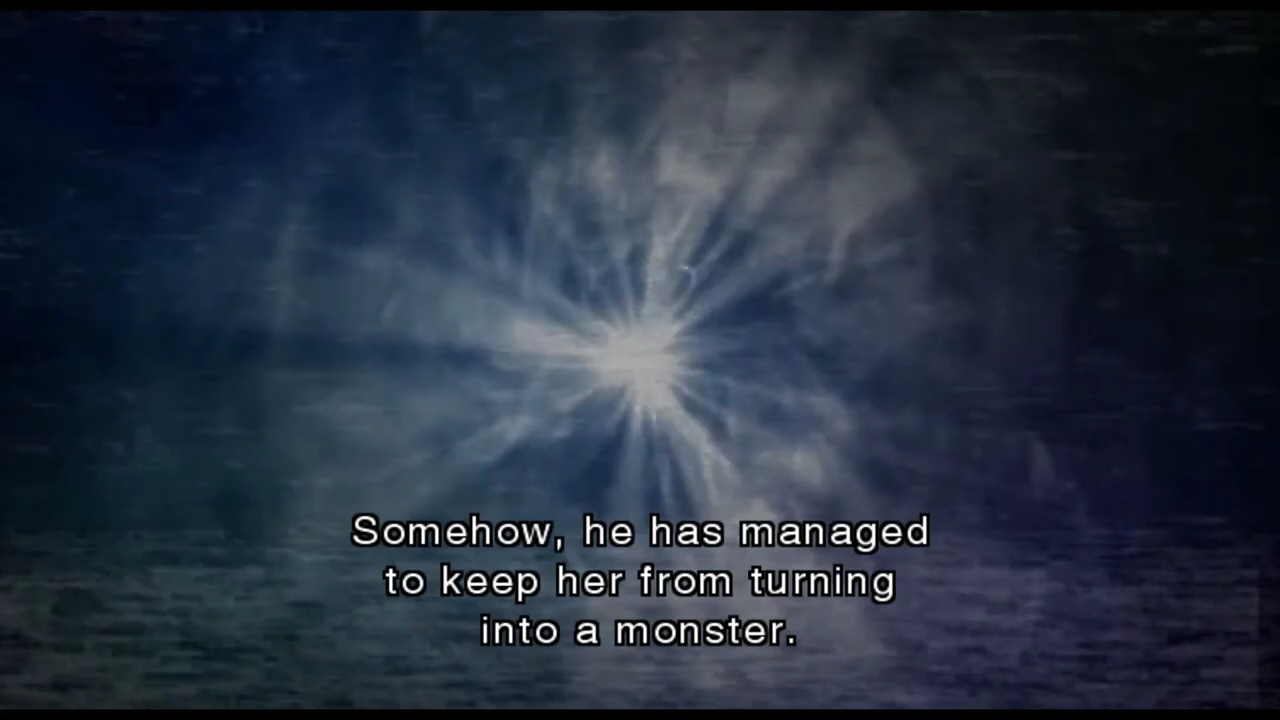 Somehow, he has managed
to keep her from turning
into a monster.